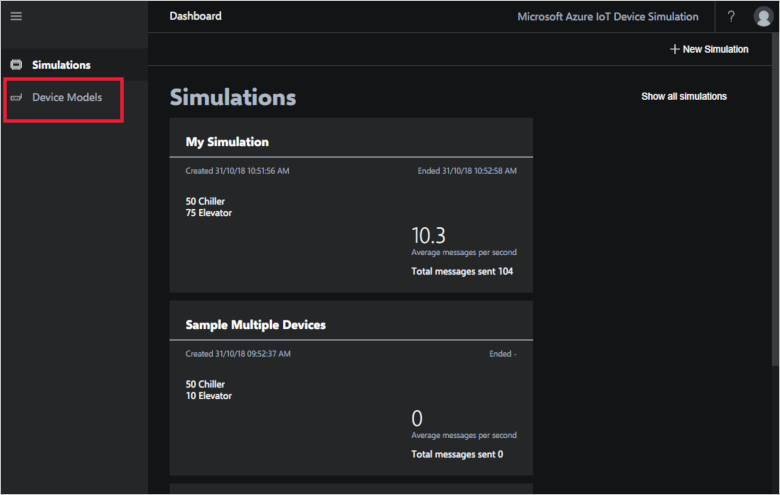 Dashboard
Microsoft Azure IoT Device Simulation
?
+ New Simulation
Simulations
Device Models
Simulations
Show all simulations
My Simulation
Created 31/10/18 10:51:56 AM
Ended 31/10/18 10:52:58 AM
50 Chiller
75 Elevator
10.3
Average messages per second
Total messages sent 104
Sample Multiple Devices
Created 31/10/18 09:52:37 AM
Ended -
50 Chiller
10 Elevator
0
Average messages per second
Total messages sent 0